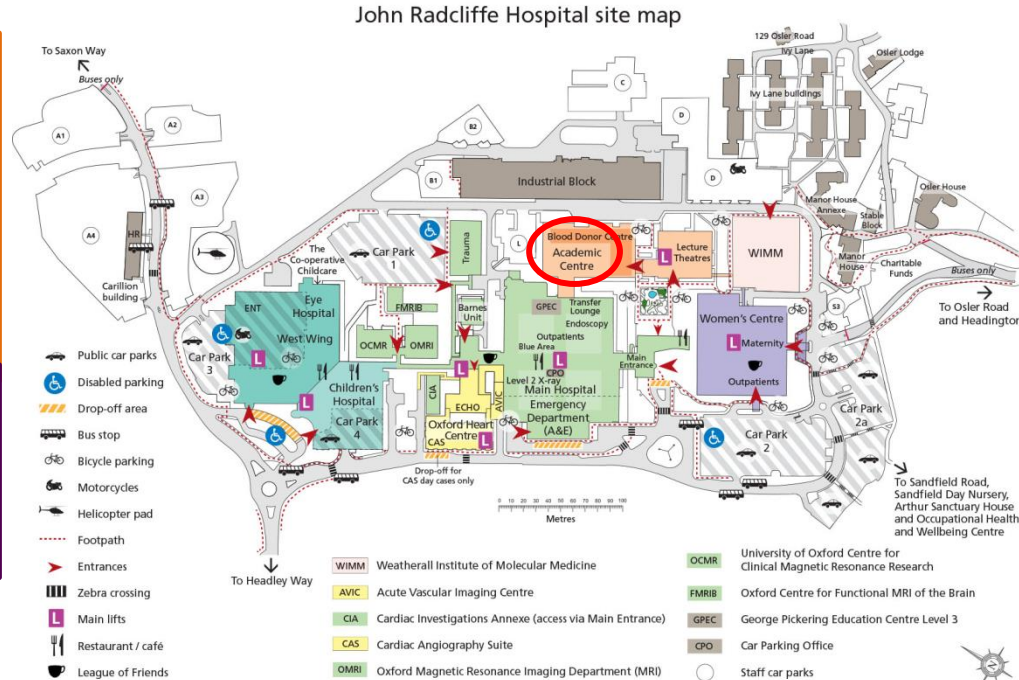 John Radcliffe Hospital site map
To Saxon Way
Buses only
129 Osler Road
Ivy Lane
Osler Lodge
Ivy Lane buildings
C
A1
A2
B2
D
A3
B1
Industrial Block
D
A4
HR
Carillion
building
Manor House
Annexe
Stable
Block
Osler House
Manor
House
Charitable
Funds
Buses only
To Osler Road
and Headington
S3
The
Co-operative
Childcare
Car Park
1
Trauma
L
Blood Donor Centre
Academic
Centre
L
Lecture
Theatres
WIMM
ENT
Eye
Hospital
West Wing
L
Car
Park
3
FMRIB
Barnes
Unit
OCMR
OMRI
GPEC
Transfer
Lounge
Endoscopy
Outpatients
Blue Area
L
CPO
Level 2 X-ray
Main Hospital
Emergency
Department
(A&E)
Main
Entrance
Women's Centre
L
Maternity
Outpatients
Children's
Hospital
L
Car Park
4
CIA
L
AVIC
ECHO
Oxford Heart
Centre
CAS
L
Drop-off for
CAS day cases only
Car Park
2
Car Park
2a
To Sandfield Road,
Sandfield Day Nursery,
Arthur Sanctuary House
and Occupational Health
and Wellbeing Centre
0 10 20 30 40 50 60 70 80 90 100
Metres
To Headley Way
Public car parks
Disabled parking
Drop-off area
Bus stop
Bicycle parking
Motorcycles
Helicopter pad
Footpath
Entrances
Zebra crossing
L Main lifts
Restaurant / café
League of Friends
WIMM Weatherall Institute of Molecular Medicine
AVIC Acute Vascular Imaging Centre
CIA Cardiac Investigations Annexe (access via Main Entrance)
CAS Cardiac Angiography Suite
OMRI Oxford Magnetic Resonance Imaging Department (MRI)
OCMR University of Oxford Centre for
Clinical Magnetic Resonance Research
FMRIB Oxford Centre for Functional MRI of the Brain
GPEC George Pickering Education Centre Level 3
CPO Car Parking Office
Staff car parks
N